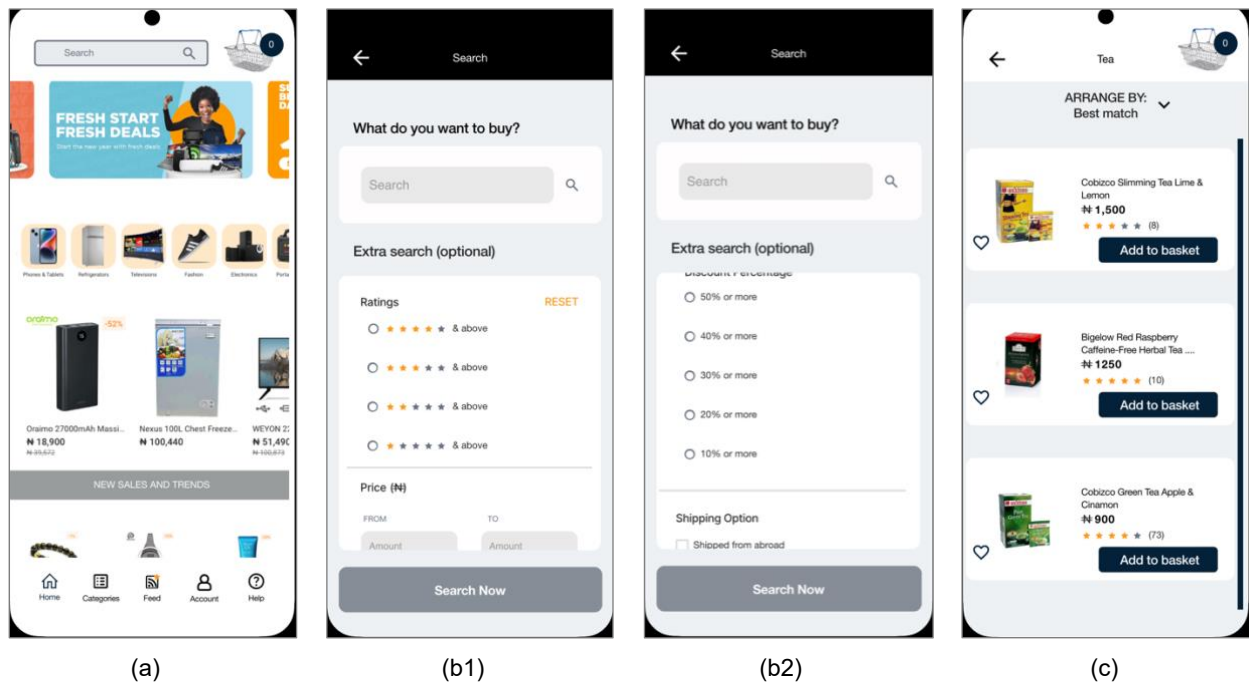 Search
0
FRESH START
FRESH DEALS
Start the new year with fresh deals
Phones & Tablets
Refrigerators
Televisions
Fashion
Electronics
oraimo
-52%
Oraimo 27000mAh Massi..
Nexus 100L Chest Freeze..
₦ 18,900
₦ 100,440
₦ 51,490
₦ 39,672
₦ 100,873
NEW SALES AND TRENDS
Home
Categories
Feed
Account
Help
(a)
Search
What do you want to buy?
Search
Extra search (optional)
Ratings
RESET
& above
& above
& above
& above
Price (₦)
FROM
TO
Amount
Amount
Search Now
(b1)
Search
What do you want to buy?
Search
Extra search (optional)
Discount Percentage
50% or more
40% or more
30% or more
20% or more
10% or more
Shipping Option
Shipped from abroad
Search Now
(b2)
0
Tea
ARRANGE BY:
Best match
Cobizco Slimming Tea Lime &
Lemon
₦ 1,500
(8)
Add to basket
Bigelow Red Raspberry
Caffeine-Free Herbal Tea ....
₦ 1250
(10)
Add to basket
Cobizco Green Tea Apple &
Cinamon
₦ 900
(73)
Add to basket
(c)